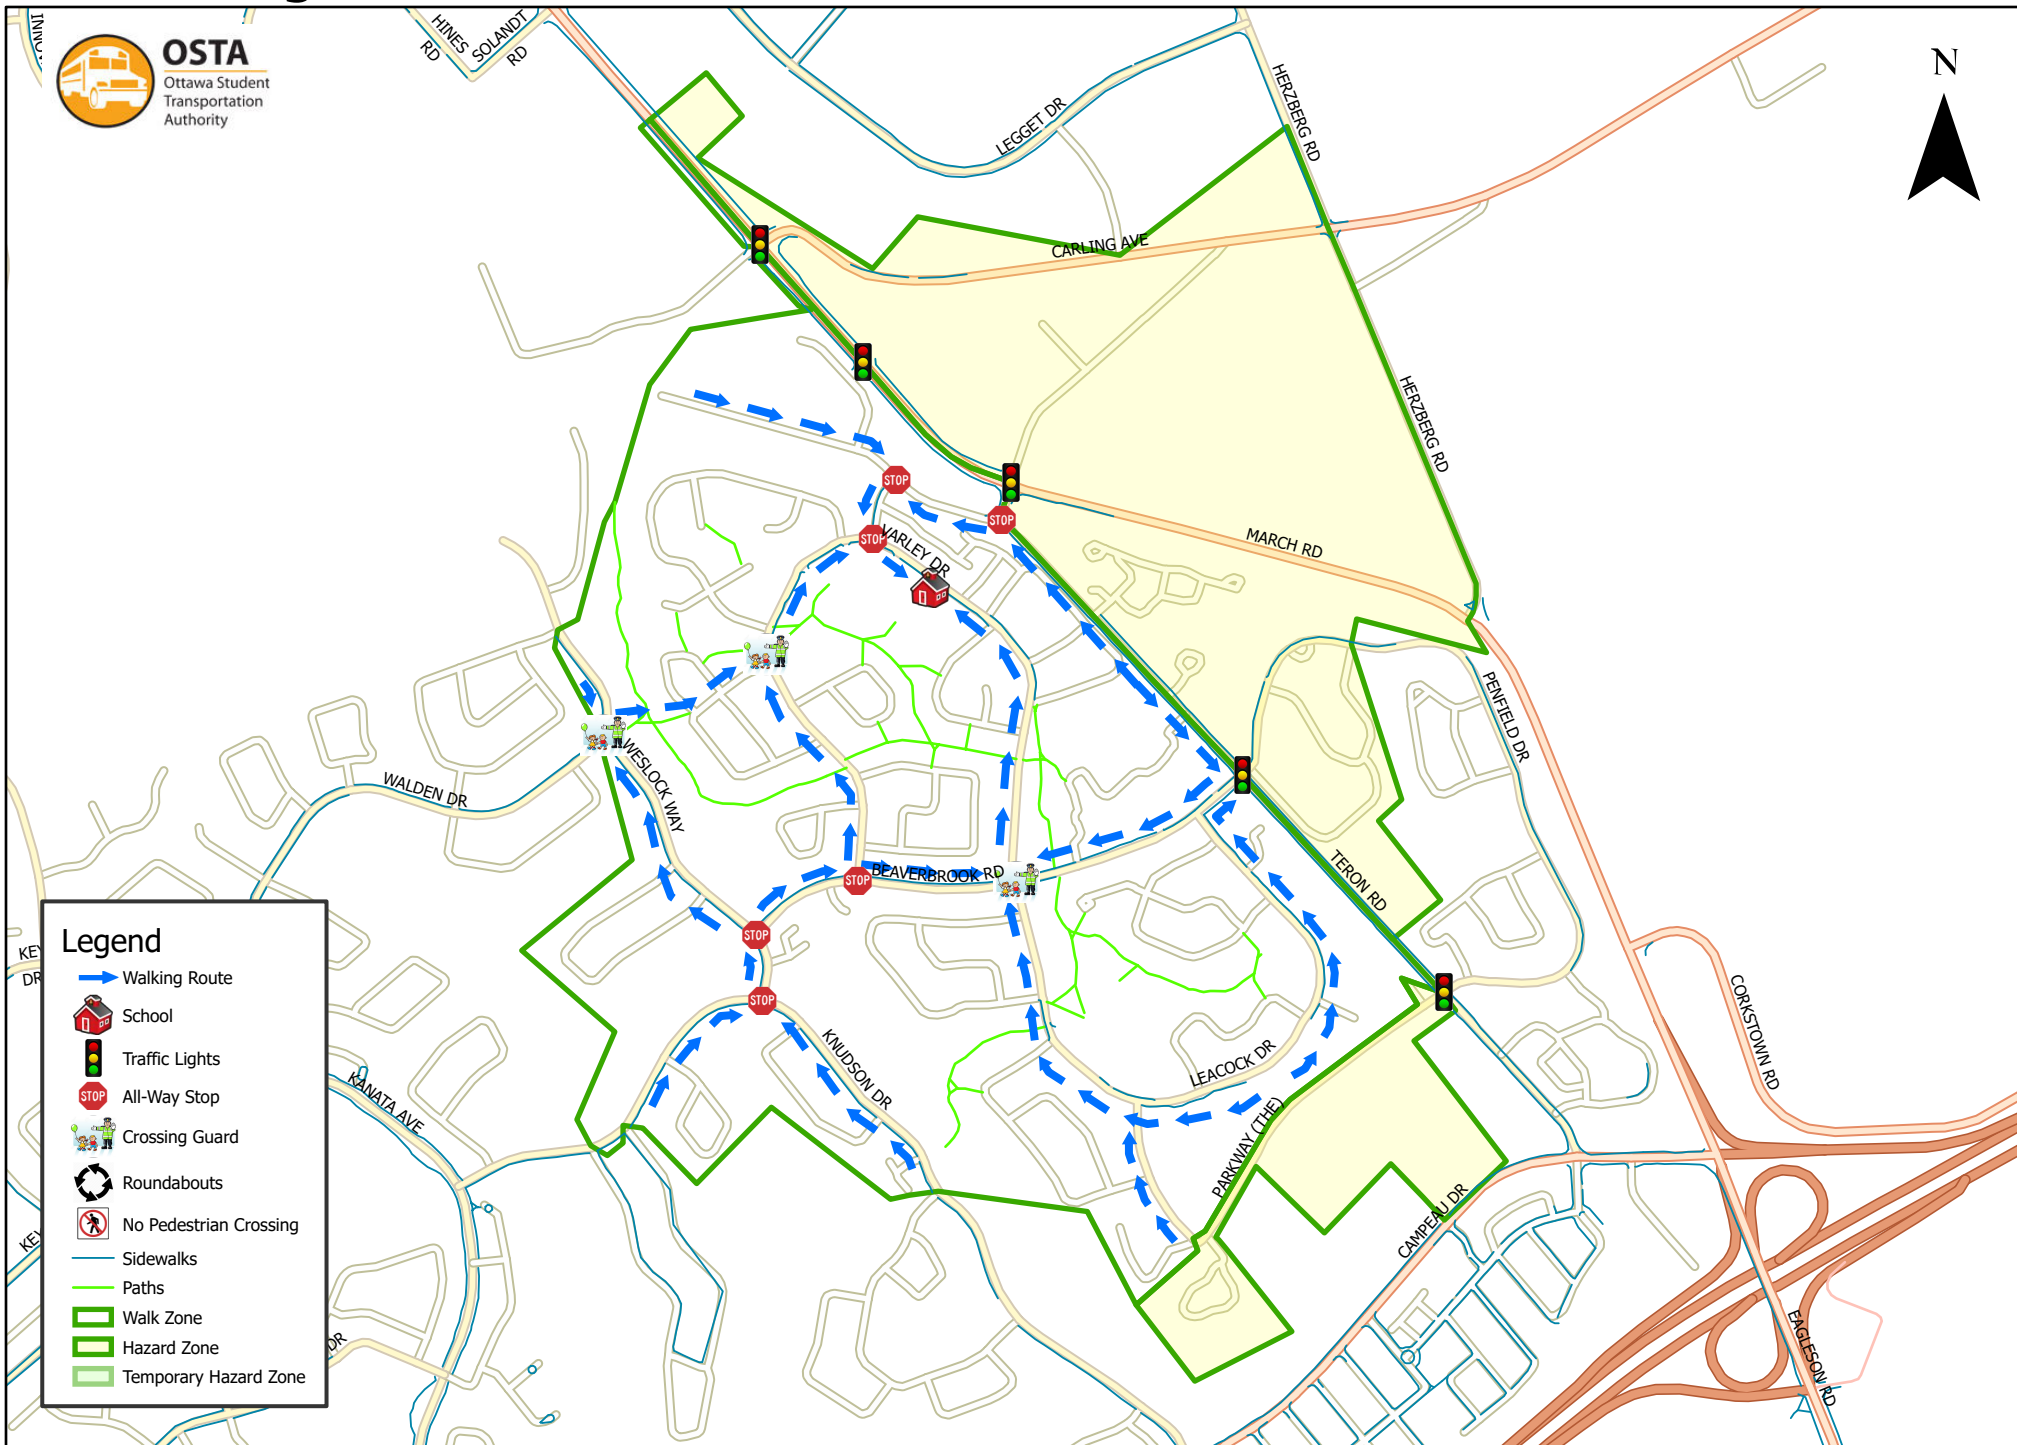 OSTA
Ottawa Student
Transportation
Authority
HINES
RD
SOLANDT
RD
LEGGET DR
HERZBERG RD
N
CARLING AVE
HERZBERG RD
STOP
STOP
STOP
VARLEY DR
MARCH RD
PENFIELD DR
WESLOCK WAY
WALDEN DR
BEAVERBROOK RD
STOP
TERON RD
STOP
STOP
KNUDSON DR
LEACOCK DR
CORKSTOWN RD
KANATA AVE
PARKWAY (THE)
CAMPEAU DR
EAGLESON RD
DR
DR
Legend
Walking Route
School
Traffic Lights
STOP
All-Way Stop
Crossing Guard
Roundabouts
No Pedestrian Crossing
Sidewalks
Paths
Walk Zone
Hazard Zone
Temporary Hazard Zone